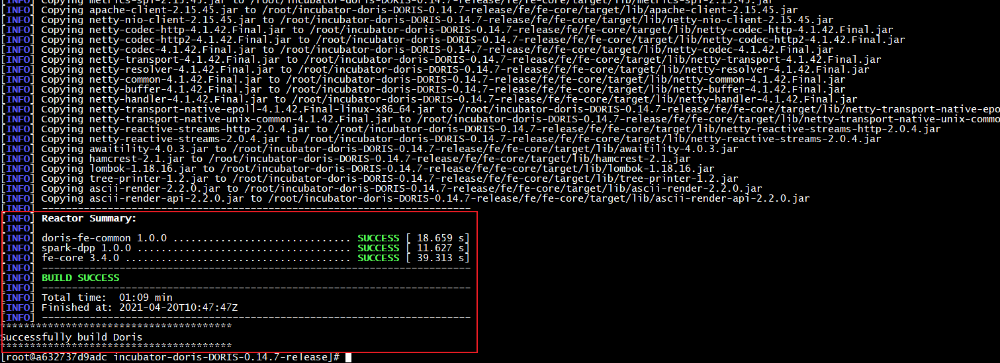 [INFO] Copying metrics-spi-2.15.45.jar to /root/incubator-doris-DORIS-0.14.7-release/fe/fe-core/target/lib/metrics-spi-2.15.45.jar
[INFO] Copying apache-client-2.15.45.jar to /root/incubator-doris-DORIS-0.14.7-release/fe/fe-core/target/lib/apache-client-2.15.45.jar
[INFO] Copying netty-nio-client-2.15.45.jar to /root/incubator-doris-DORIS-0.14.7-release/fe/fe-core/target/lib/netty-nio-client-2.15.45.jar
[INFO] Copying netty-codec-http-4.1.42.Final.jar to /root/incubator-doris-DORIS-0.14.7-release/fe/fe-core/target/lib/netty-codec-http-4.1.42.Final.jar
[INFO] Copying netty-codec-http2-4.1.42.Final.jar to /root/incubator-doris-DORIS-0.14.7-release/fe/fe-core/target/lib/netty-codec-http2-4.1.42.Final.jar
[INFO] Copying netty-codec-4.1.42.Final.jar to /root/incubator-doris-DORIS-0.14.7-release/fe/fe-core/target/lib/netty-codec-4.1.42.Final.jar
[INFO] Copying netty-transport-4.1.42.Final.jar to /root/incubator-doris-DORIS-0.14.7-release/fe/fe-core/target/lib/netty-transport-4.1.42.Final.jar
[INFO] Copying netty-resolver-4.1.42.Final.jar to /root/incubator-doris-DORIS-0.14.7-release/fe/fe-core/target/lib/netty-resolver-4.1.42.Final.jar
[INFO] Copying netty-common-4.1.42.Final.jar to /root/incubator-doris-DORIS-0.14.7-release/fe/fe-core/target/lib/netty-common-4.1.42.Final.jar
[INFO] Copying netty-buffer-4.1.42.Final.jar to /root/incubator-doris-DORIS-0.14.7-release/fe/fe-core/target/lib/netty-buffer-4.1.42.Final.jar
[INFO] Copying netty-handler-4.1.42.Final.jar to /root/incubator-doris-DORIS-0.14.7-release/fe/fe-core/target/lib/netty-handler-4.1.42.Final.jar
[INFO] Copying netty-transport-native-epoll-4.1.42.Final-linux-x86_64.jar to /root/incubator-doris-DORIS-0.14.7-release/fe/fe-core/target/lib/netty-transport-native-epo
[INFO] Copying netty-transport-native-unix-common-4.1.42.Final.jar to /root/incubator-doris-DORIS-0.14.7-release/fe/fe-core/target/lib/netty-transport-native-unix-commo
[INFO] Copying netty-reactive-streams-http-2.0.4.jar to /root/incubator-doris-DORIS-0.14.7-release/fe/fe-core/target/lib/netty-reactive-streams-http-2.0.4.jar
[INFO] Copying netty-reactive-streams-2.0.4.jar to /root/incubator-doris-DORIS-0.14.7-release/fe/fe-core/target/lib/netty-reactive-streams-2.0.4.jar
[INFO] Copying awaitility-4.0.3.jar to /root/incubator-doris-DORIS-0.14.7-release/fe/fe-core/target/lib/awaitility-4.0.3.jar
[INFO] Copying hamcrest-2.1.jar to /root/incubator-doris-DORIS-0.14.7-release/fe/fe-core/target/lib/hamcrest-2.1.jar
[INFO] Copying lombok-1.18.16.jar to /root/incubator-doris-DORIS-0.14.7-release/fe/fe-core/target/lib/lombok-1.18.16.jar
[INFO] Copying tree-printer-1.2.jar to /root/incubator-doris-DORIS-0.14.7-release/fe/fe-core/target/lib/tree-printer-1.2.jar
[INFO] Copying ascii-render-2.2.0.jar to /root/incubator-doris-DORIS-0.14.7-release/fe/fe-core/target/lib/ascii-render-2.2.0.jar
[INFO] Copying ascii-render-api-2.2.0.jar to /root/incubator-doris-DORIS-0.14.7-release/fe/fe-core/target/lib/ascii-render-api-2.2.0.jar
[INFO] ------------------------------------------------------------------------
[INFO] Reactor Summary:
[INFO]
[INFO] doris-fe-common 1.0.0 .............................. SUCCESS [ 18.659 s]
[INFO] spark-dpp 1.0.0 .................................... SUCCESS [ 11.627 s]
[INFO] fe-core 3.4.0 ...................................... SUCCESS [ 39.313 s]
[INFO] ------------------------------------------------------------------------
[INFO] BUILD SUCCESS
[INFO] ------------------------------------------------------------------------
[INFO] Total time:  01:09 min
[INFO] Finished at: 2021-04-20T10:47:47Z
[INFO] ------------------------------------------------------------------------
***************************************
Successfully build Doris
***************************************
[root@a632737d9adc incubator-doris-DORIS-0.14.7-release]#